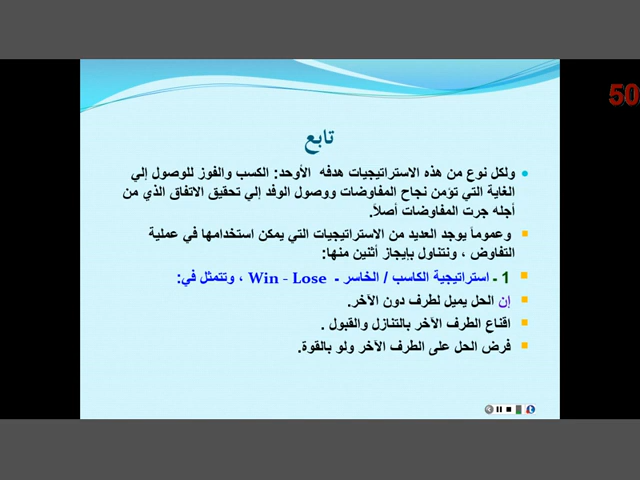 50
تابع
ولكل نوع من هذه الاستراتيجيات هدفه الأوحد: الكسب والفوز للوصول إلي
الغاية التي تؤمن نجاح المفاوضات ووصول الوفد إلي تحقيق الاتفاق الذي من
أجله جرت المفاوضات أصلاً.
وعموماً يوجد العديد من الاستراتيجيات التي يمكن استخدامها في عملية
التفاوض ، ونتناول بإيجاز أثنين منها:
1 - استراتيجية الكاسب / الخاسر - Win - Lose ، وتتمثل في:
إن الحل يميل لطرف دون الآخر.
اقناع الطرف الآخر بالتنازل والقبول .
فرض الحل على الطرف الآخر ولو بالقوة.